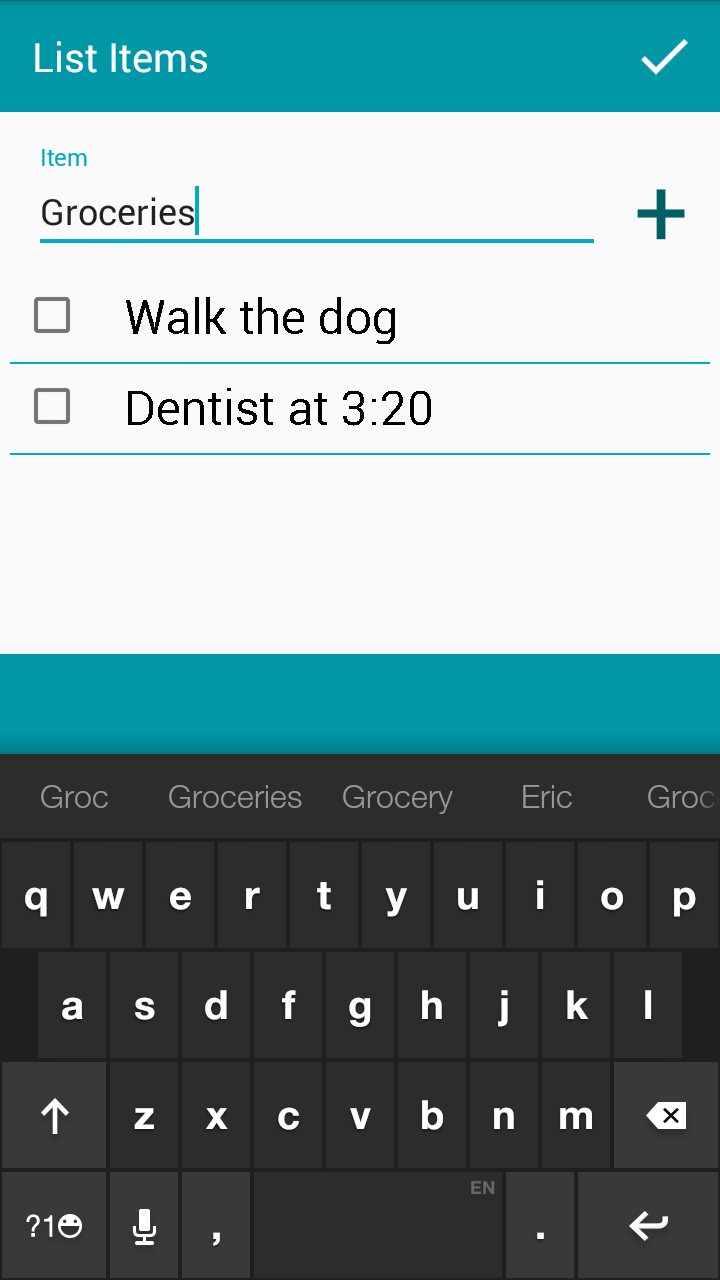 List Items
Item
Groceries
Walk the dog
Dentist at 3:20
Groc Groceries Grocery Eric Groc
q w e r t y u i o p
a s d f g h j k l
z x c v b n m
EN
?1 , .